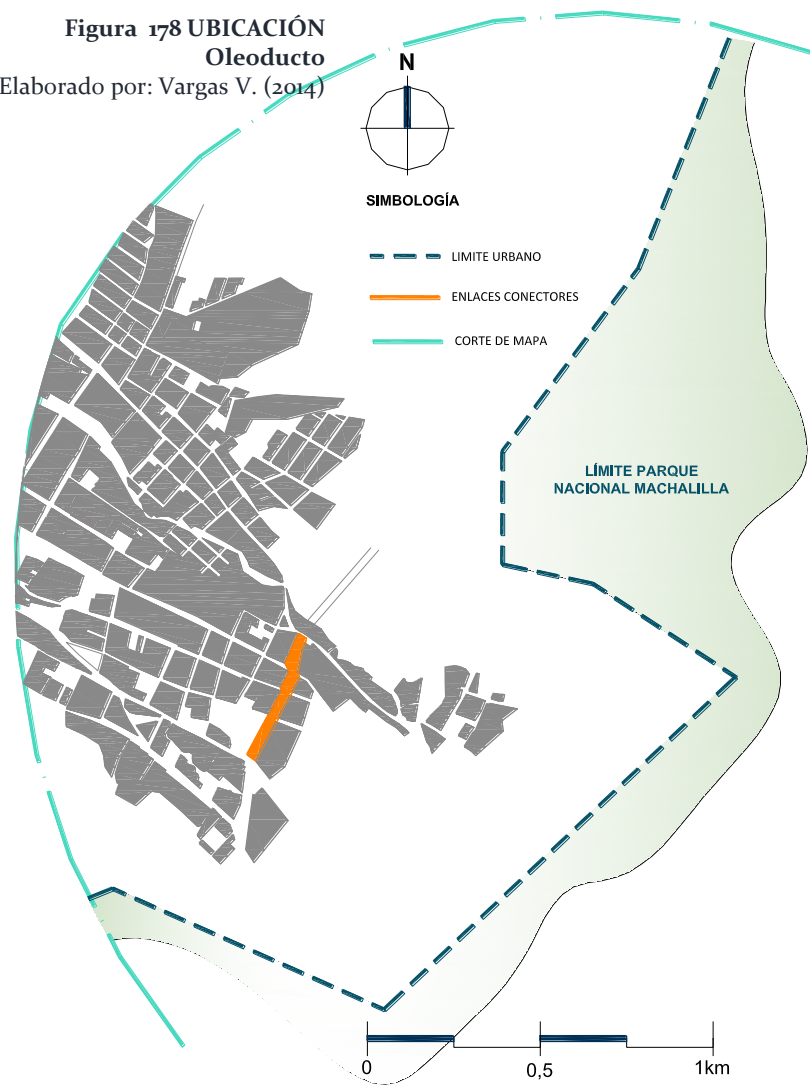 Figura 178 UBICACIÓN
Oleoducto
Elaborado por: Vargas V. (2014)
N
SIMBOLOGÍA
LIMITE URBANO
ENLACES CONECTORES
CORTE DE MAPA
LÍMITE PARQUE
NACIONAL MACHALILLA
0 0,5 1km